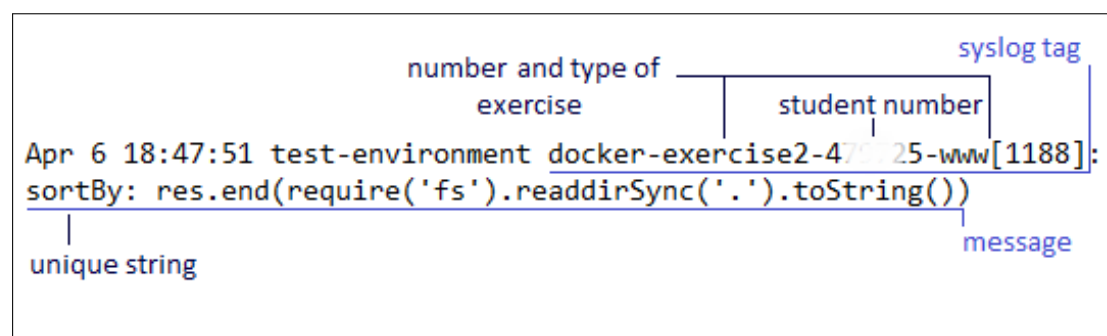 syslog tag
number and type of
exercise
student number
Apr 6 18:47:51 test-environment docker-exercise2-4 25-www[1188]:
sortBy: res.end(require('fs').readdirSync('.').toString())
message
unique string